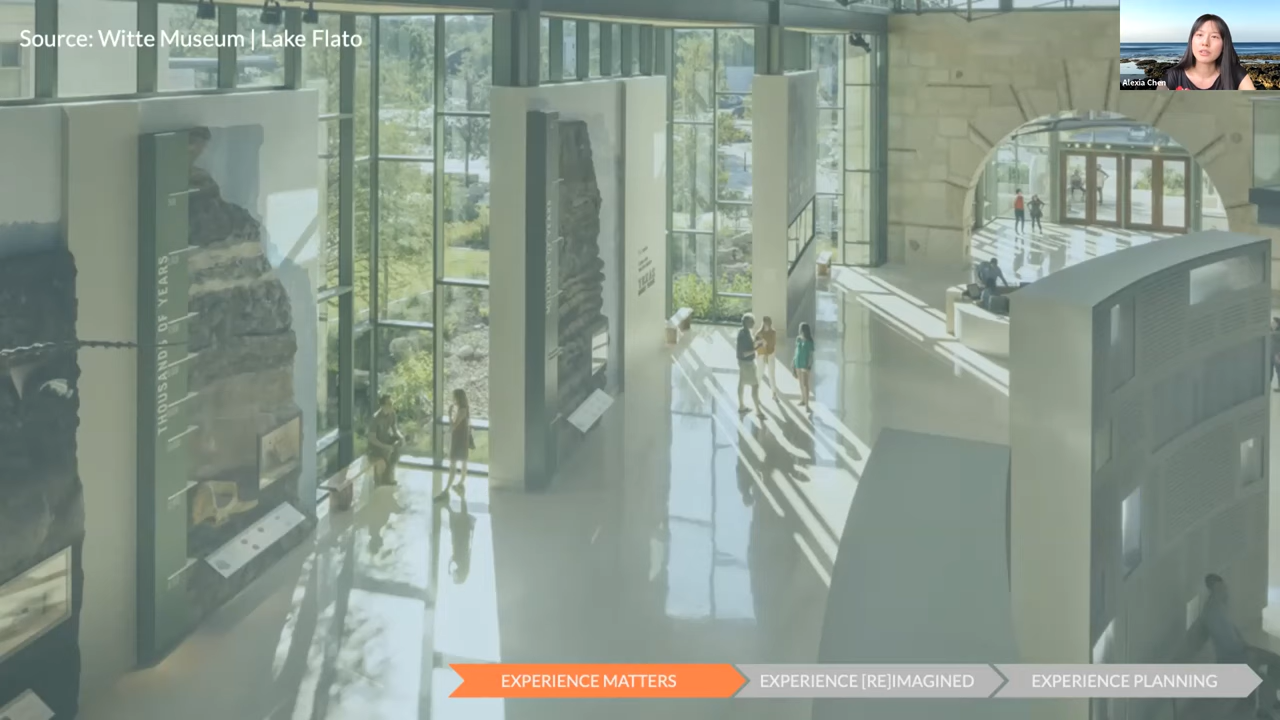 Source: Witte Museum | Lake Flato
Alexia Chen
THOUSANDS OF YEARS
EXPERIENCE MATTERS
EXPERIENCE [RE]IMAGINED
EXPERIENCE PLANNING